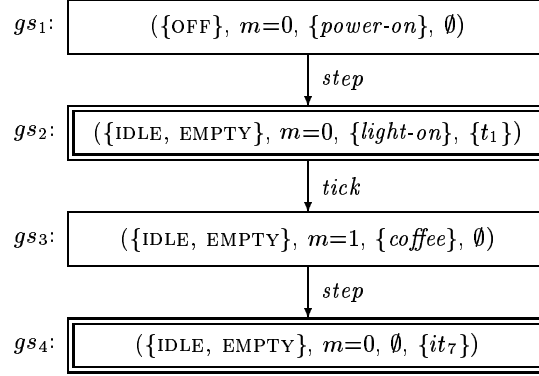 gs₁: ({OFF}, m=0, {power-on}, ∅)
step
gs₂: ({IDLE, EMPTY}, m=0, {light-on}, {t₁})
tick
gs₃: ({IDLE, EMPTY}, m=1, {coffee}, ∅)
step
gs₄: ({IDLE, EMPTY}, m=0, ∅, {it₇})